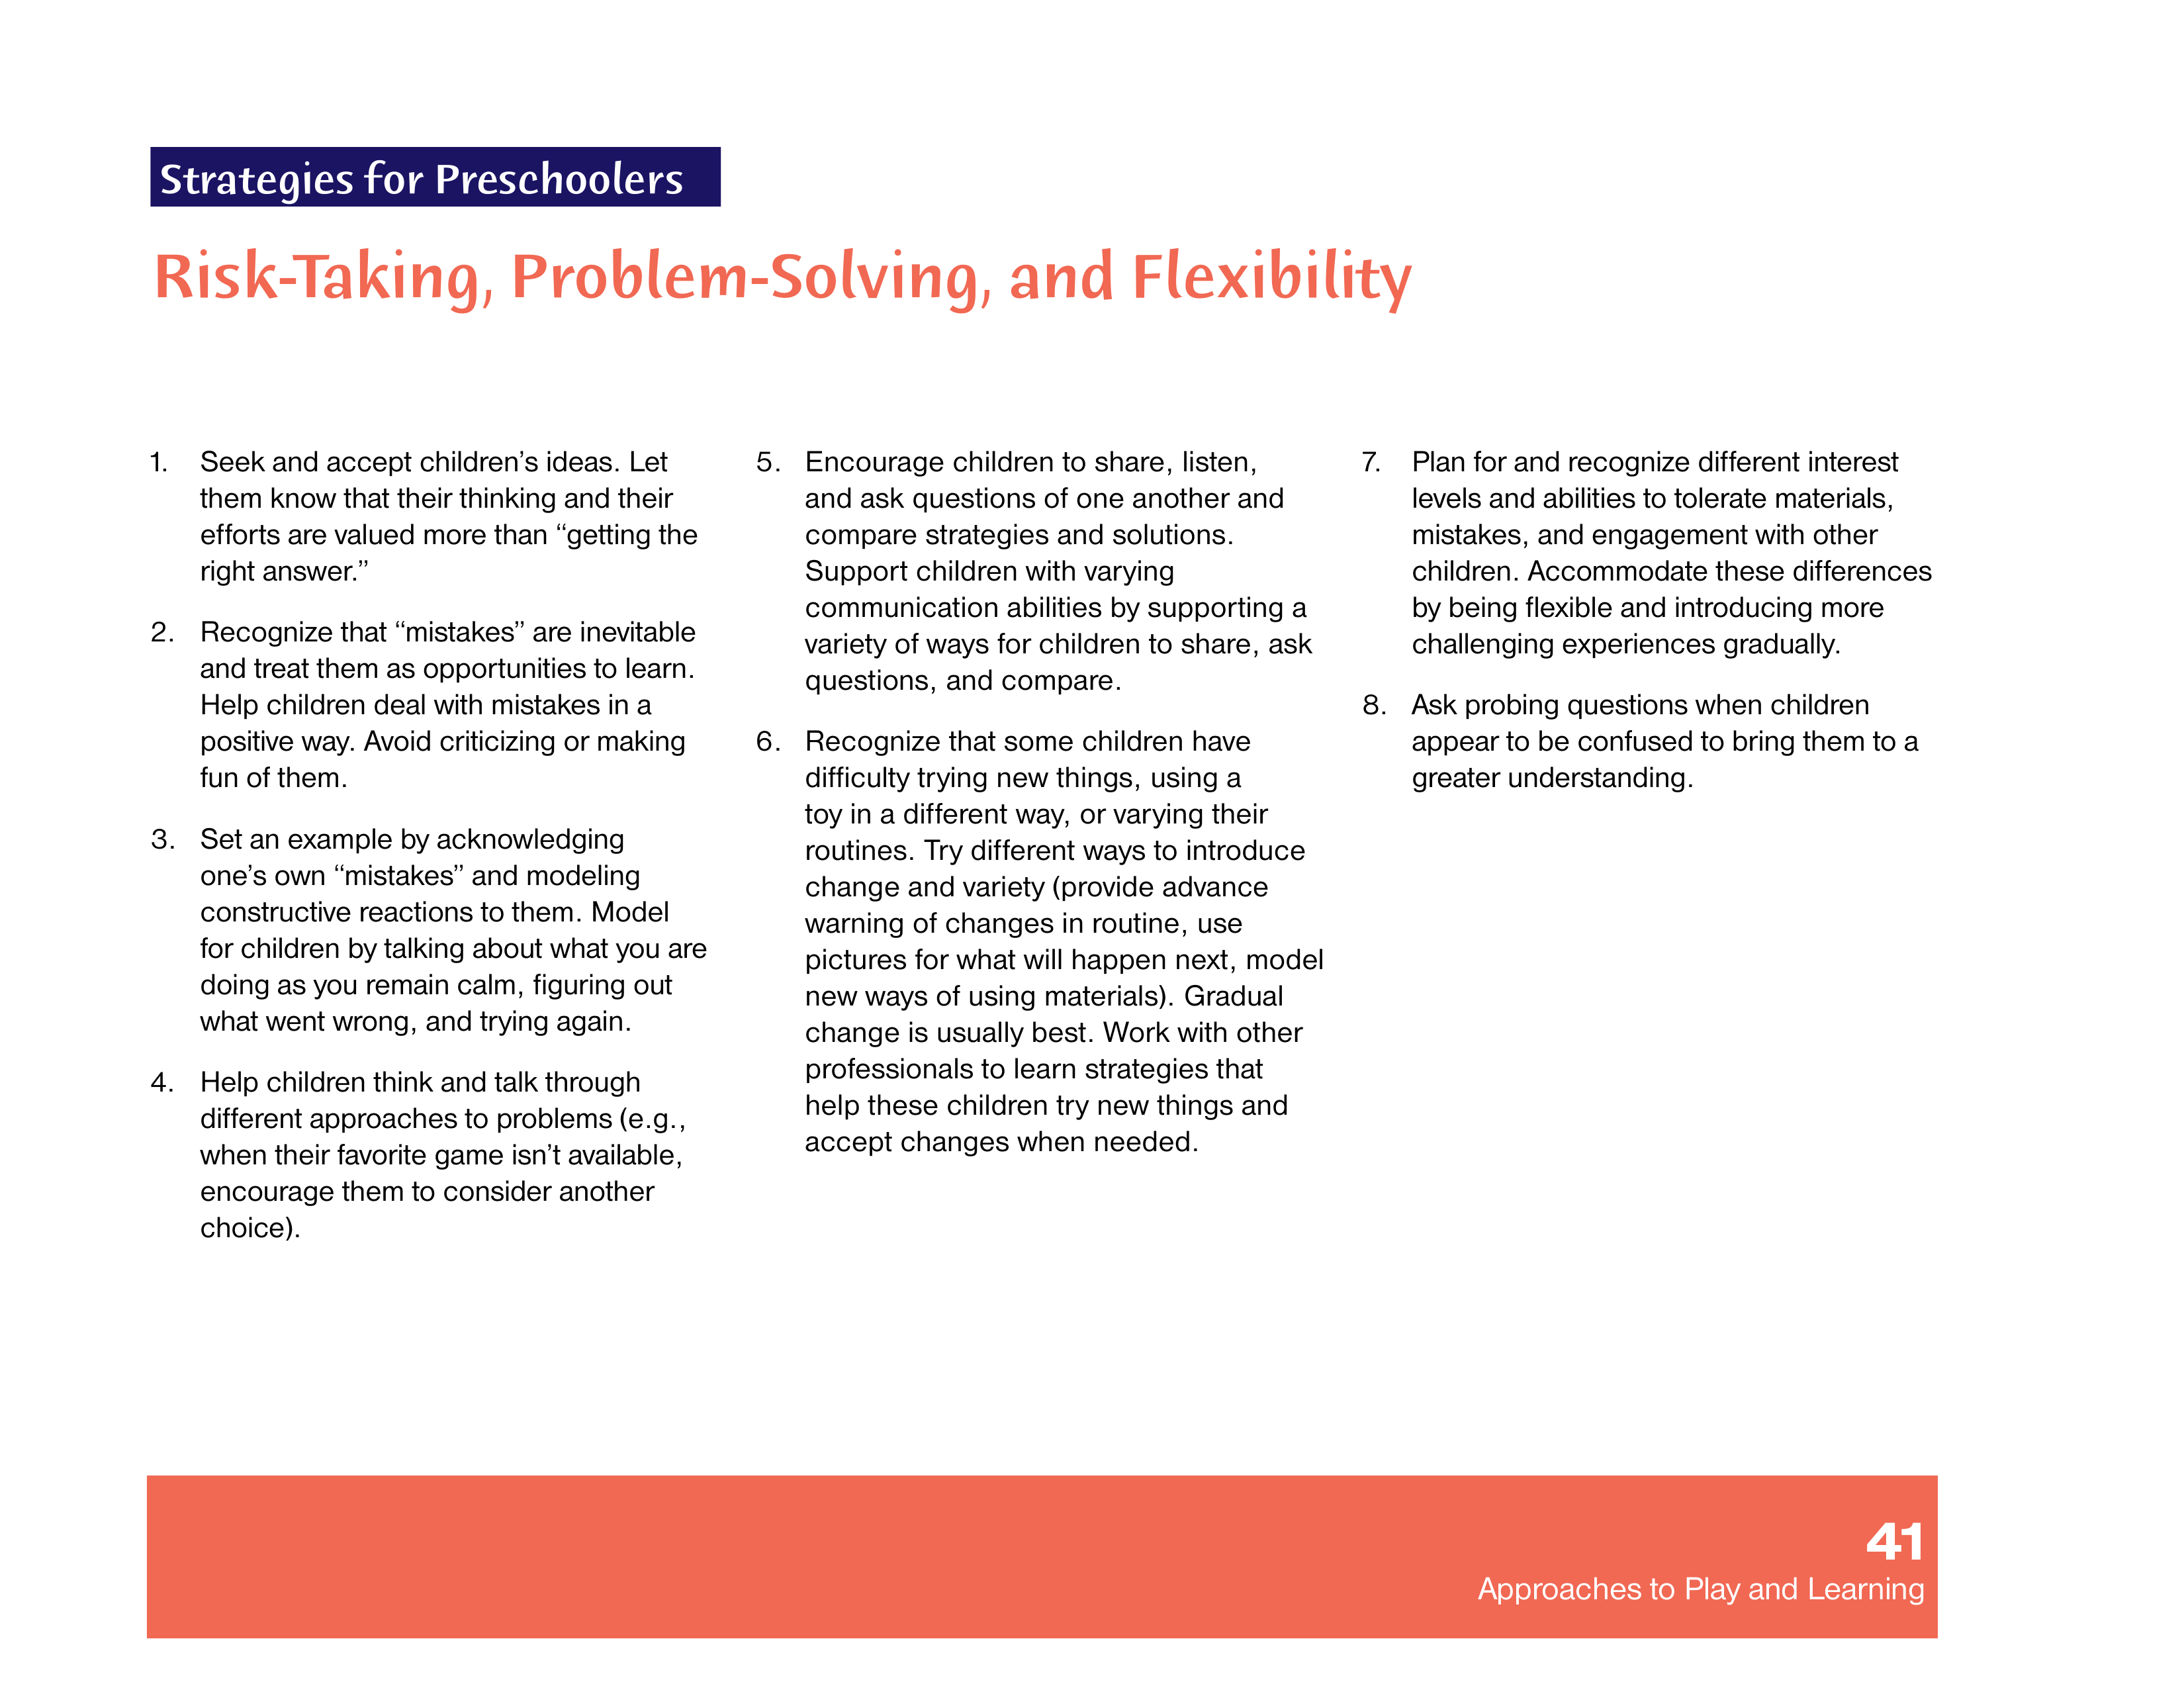 Strategies for Preschoolers
Risk-Taking, Problem-Solving, and Flexibility
1. Seek and accept children’s ideas. Let
them know that their thinking and their
efforts are valued more than “getting the
right answer.”
2. Recognize that “mistakes” are inevitable
and treat them as opportunities to learn.
Help children deal with mistakes in a
positive way. Avoid criticizing or making
fun of them.
3. Set an example by acknowledging
one’s own “mistakes” and modeling
constructive reactions to them. Model
for children by talking about what you are
doing as you remain calm, figuring out
what went wrong, and trying again.
4. Help children think and talk through
different approaches to problems (e.g.,
when their favorite game isn’t available,
encourage them to consider another
choice).
5. Encourage children to share, listen,
and ask questions of one another and
compare strategies and solutions.
Support children with varying
communication abilities by supporting a
variety of ways for children to share, ask
questions, and compare.
6. Recognize that some children have
difficulty trying new things, using a
toy in a different way, or varying their
routines. Try different ways to introduce
change and variety (provide advance
warning of changes in routine, use
pictures for what will happen next, model
new ways of using materials). Gradual
change is usually best. Work with other
professionals to learn strategies that
help these children try new things and
accept changes when needed.
7. Plan for and recognize different interest
levels and abilities to tolerate materials,
mistakes, and engagement with other
children. Accommodate these differences
by being flexible and introducing more
challenging experiences gradually.
8. Ask probing questions when children
appear to be confused to bring them to a
greater understanding.
41
Approaches to Play and Learning